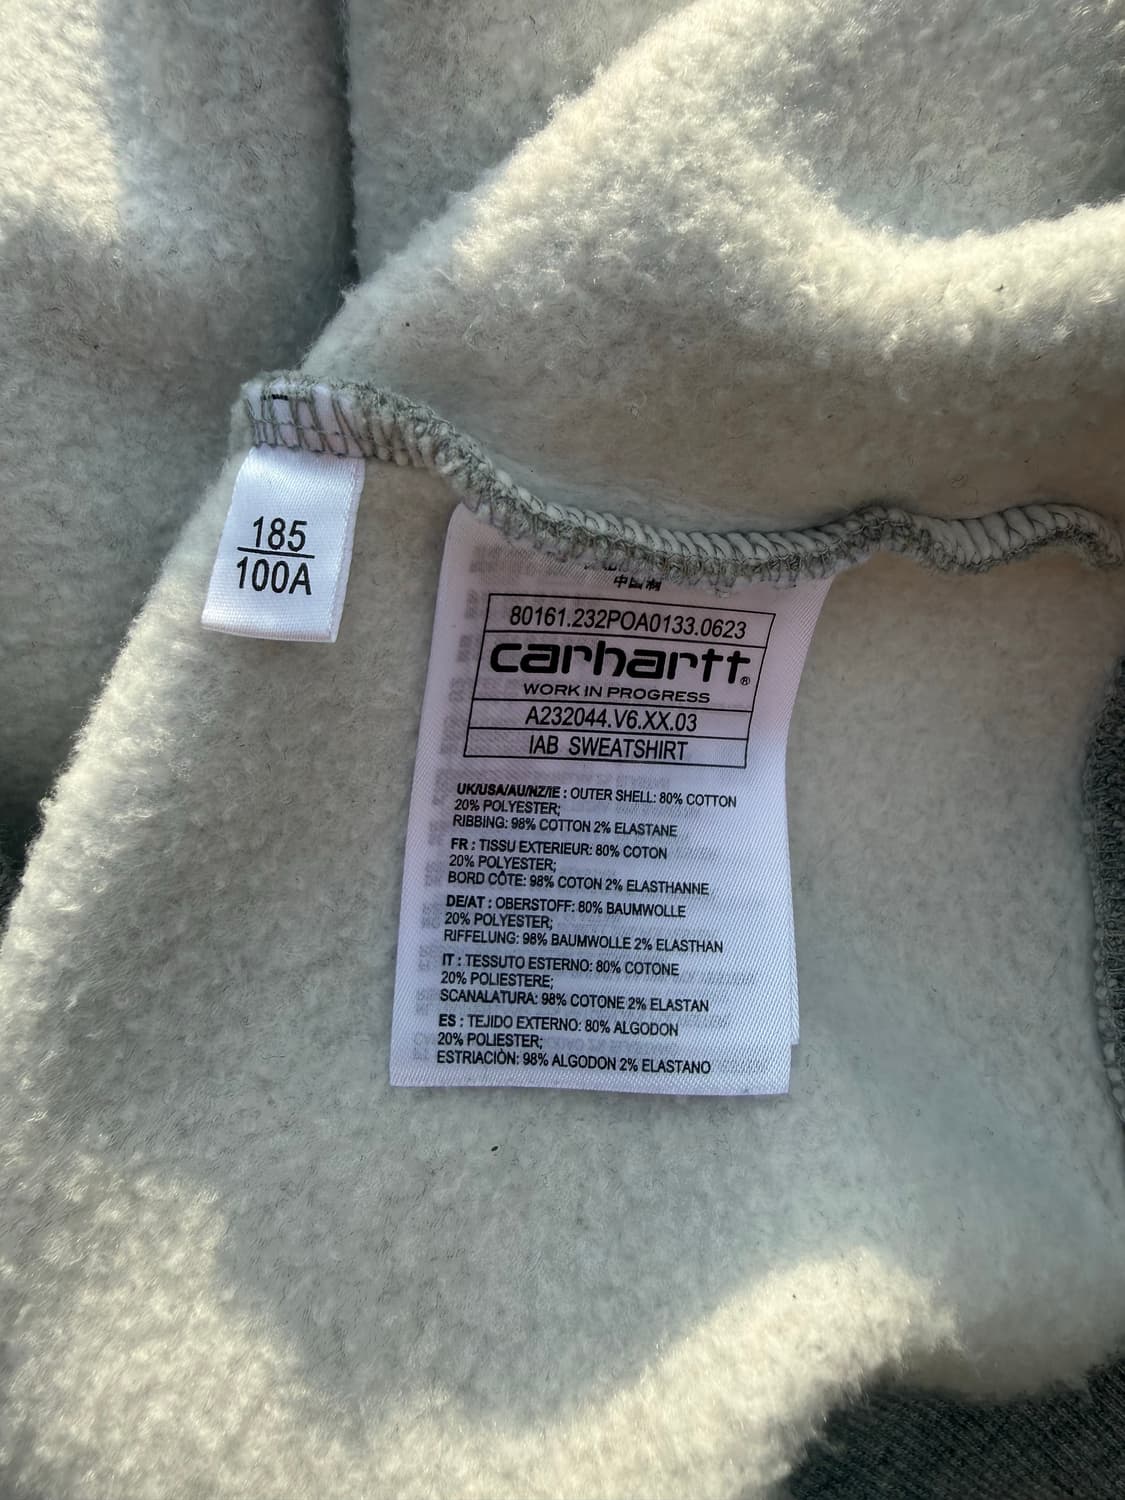 185
100A
中国制
80161.232POA0133.0623
carhartt®
WORK IN PROGRESS
A232044.V6.XX.03
IAB SWEATSHIRT
UK/USA/AU/NZ/IE : OUTER SHELL: 80% COTTON
20% POLYESTER;
RIBBING: 98% COTTON 2% ELASTANE
FR : TISSU EXTERIEUR: 80% COTON
20% POLYESTER;
BORD CÔTE: 98% COTON 2% ELASTHANNE
DE/AT : OBERSTOFF: 80% BAUMWOLLE
20% POLYESTER;
RIFFELUNG: 98% BAUMWOLLE 2% ELASTHAN
IT : TESSUTO ESTERNO: 80% COTONE
20% POLIESTERE;
SCANALATURA: 98% COTONE 2% ELASTAN
ES : TEJIDO EXTERNO: 80% ALGODON
20% POLIESTER;
ESTRIACIÒN: 98% ALGODON 2% ELASTANO